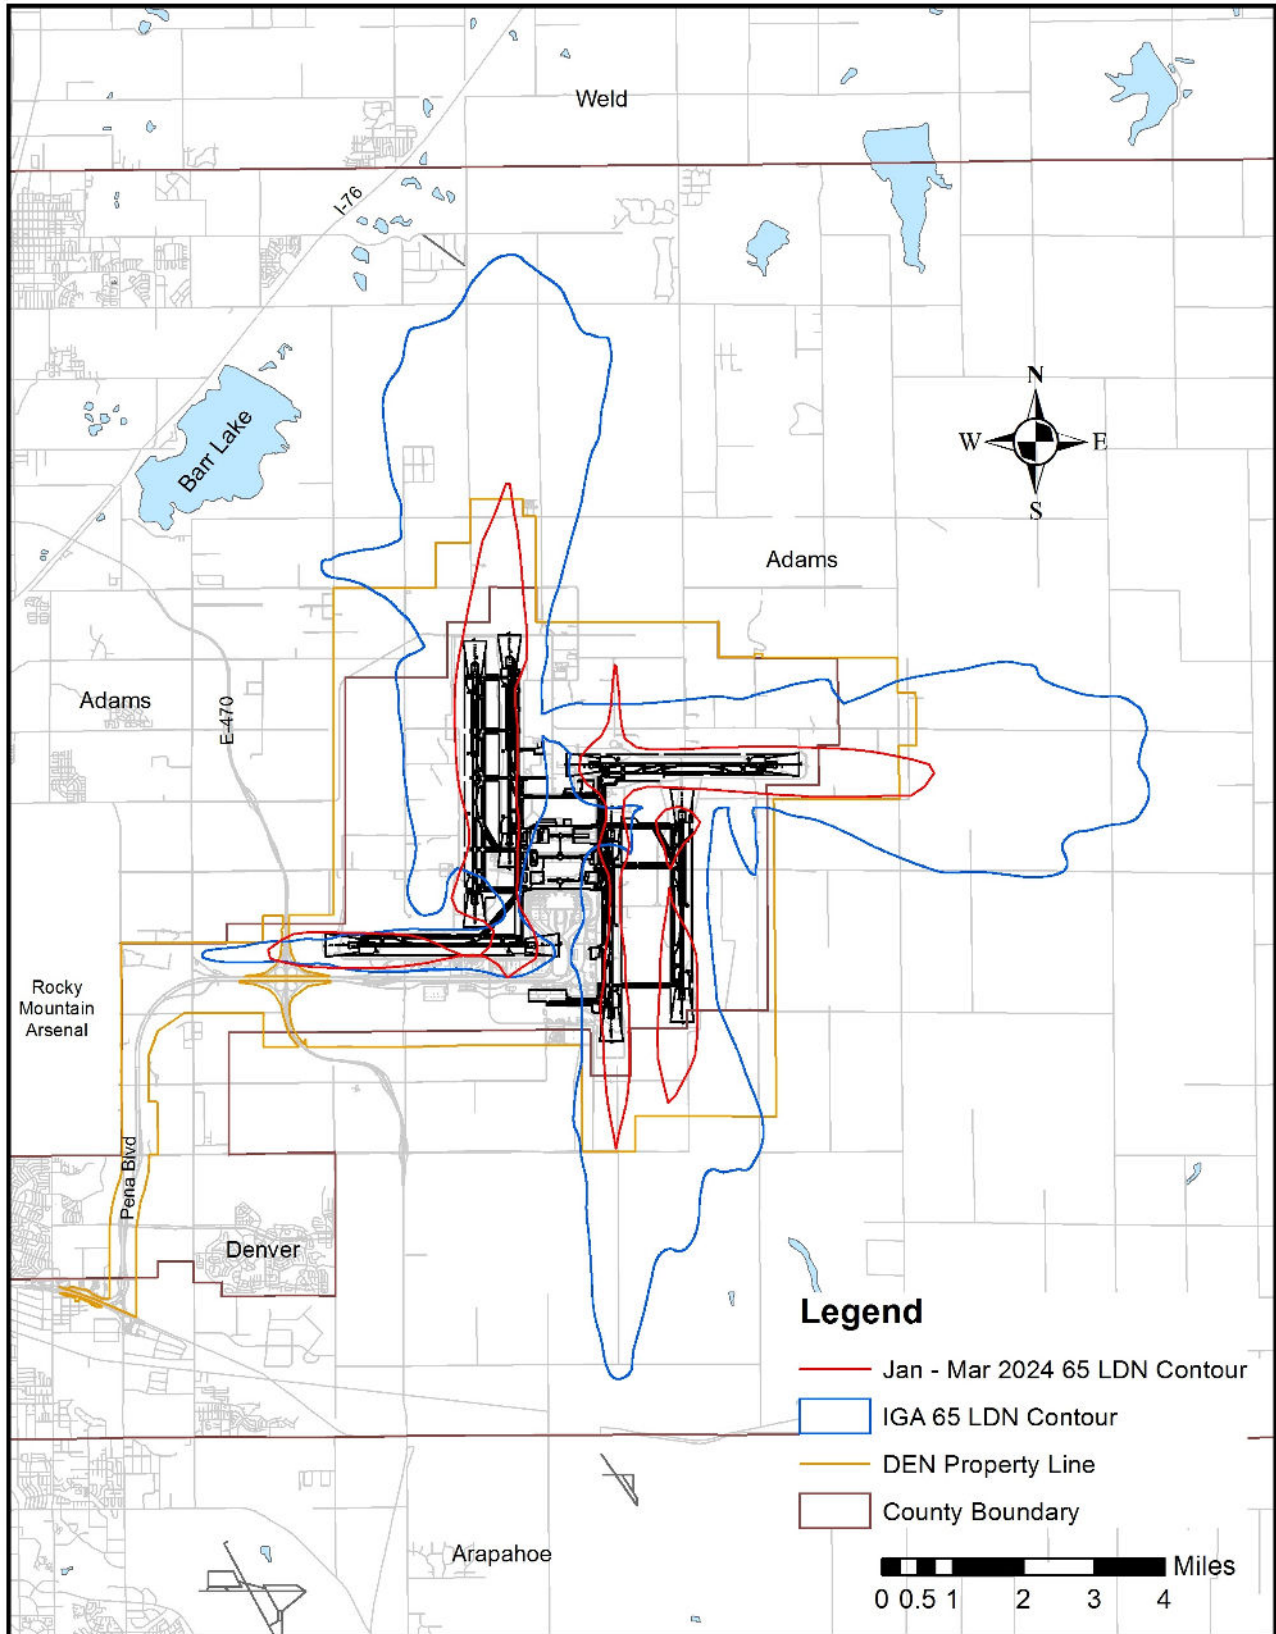 Weld
I-76
N
W
E
S
Barr Lake
Adams
Adams
E-470
Rocky
Mountain
Arsenal
Pena Blvd
Denver
Legend
Jan - Mar 2024 65 LDN Contour
IGA 65 LDN Contour
DEN Property Line
County Boundary
Arapahoe
Miles
0 0.5 1 2 3 4